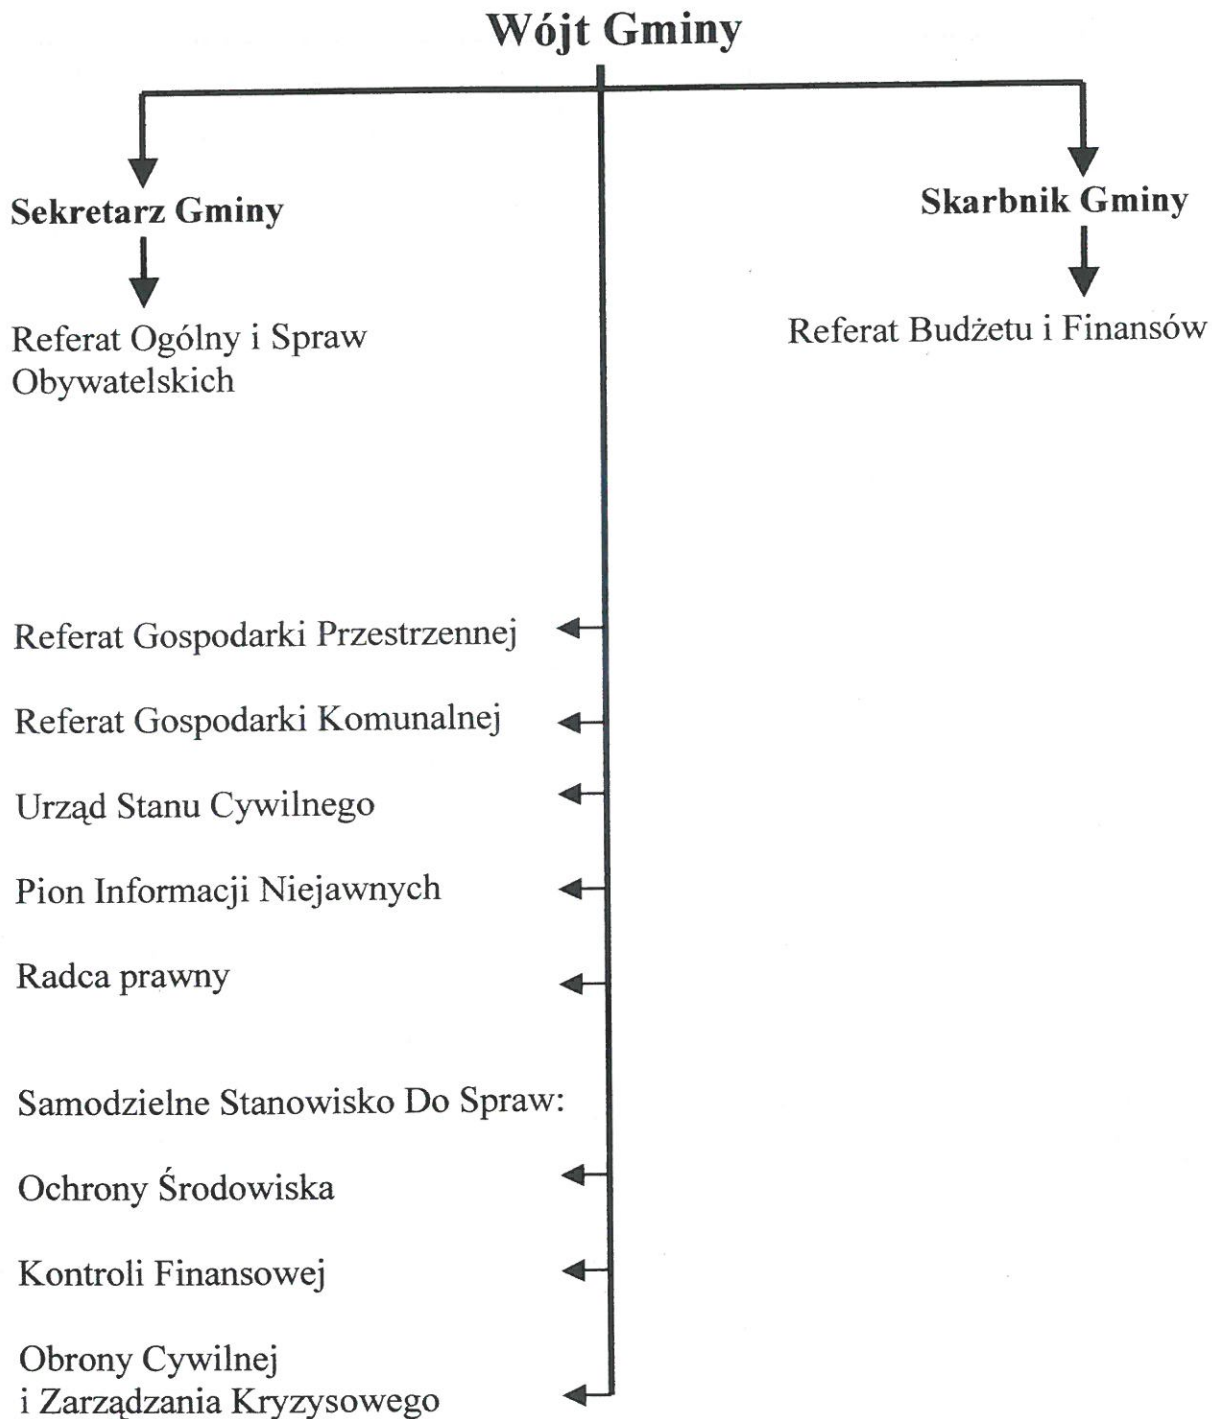 Wójt Gminy
Sekretarz Gminy
Skarbnik Gminy
Referat Ogólny i Spraw
Obywatelskich
Referat Budżetu i Finansów
Referat Gospodarki Przestrzennej
Referat Gospodarki Komunalnej
Urząd Stanu Cywilnego
Pion Informacji Niejawnych
Radca prawny
Samodzielne Stanowisko Do Spraw:
Ochrony Środowiska
Kontroli Finansowej
Obrony Cywilnej
i Zarządzania Kryzysowego